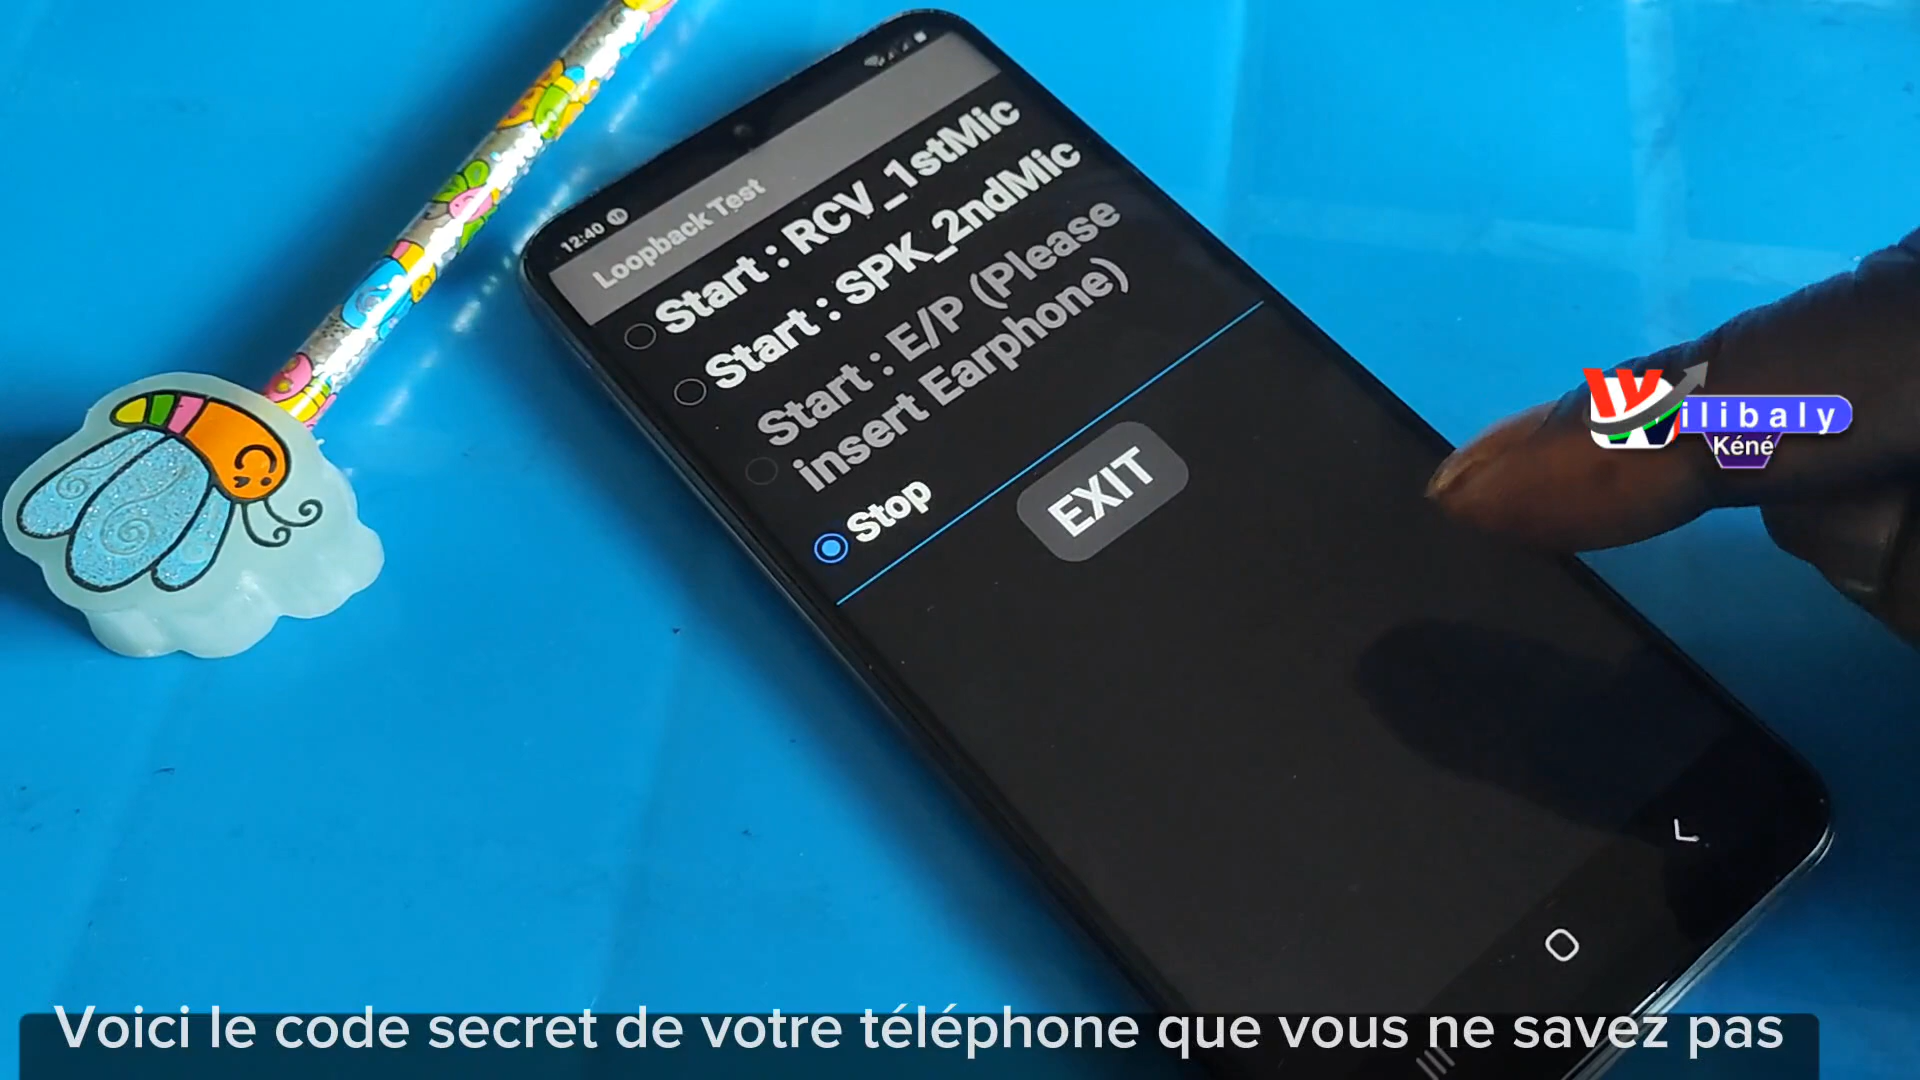 12:40
Loopback Test
Start : RCV_1stMic
Start : SPK_2ndMic
Start : E/P (Please
insert Earphone)
Stop
EXIT
Wilibaly
Kéné
Voici le code secret de votre téléphone que vous ne savez pas